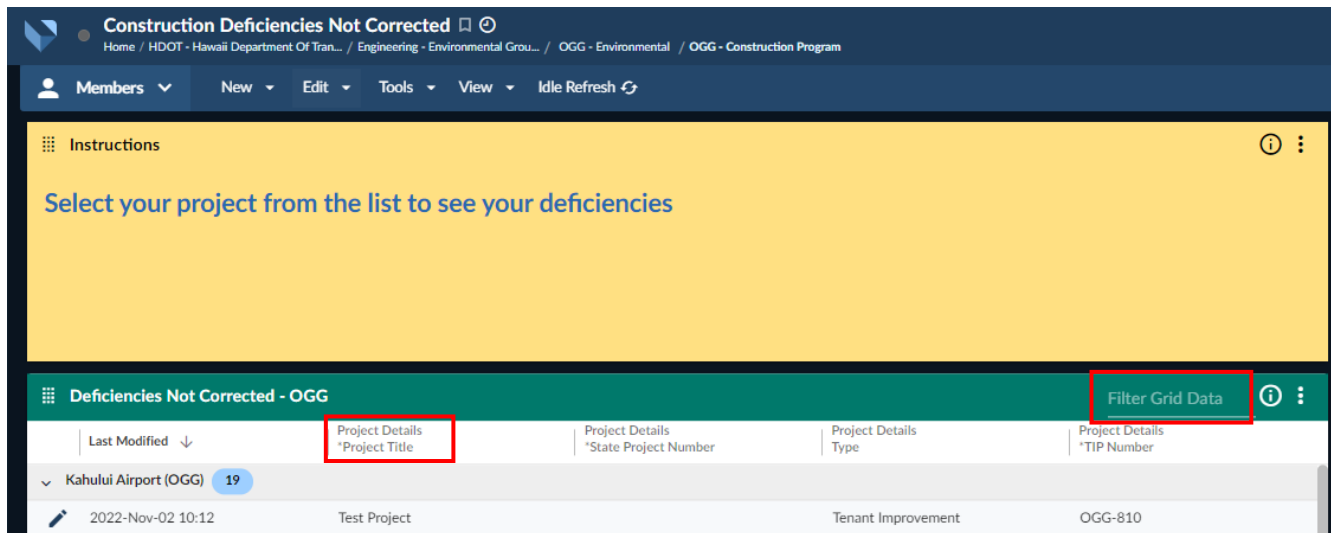 Construction Deficiencies Not Corrected
Home / HDOT - Hawaii Department Of Tran... / Engineering - Environmental Grou... / OGG - Environmental / OGG - Construction Program
Members New Edit Tools View Idle Refresh
Instructions
Select your project from the list to see your deficiencies
Deficiencies Not Corrected - OGG Filter Grid Data
Last Modified Project Details *Project Title Project Details *State Project Number Project Details Type Project Details *TIP Number
Kahului Airport (OGG) 19
2022-Nov-02 10:12 Test Project Tenant Improvement OGG-810